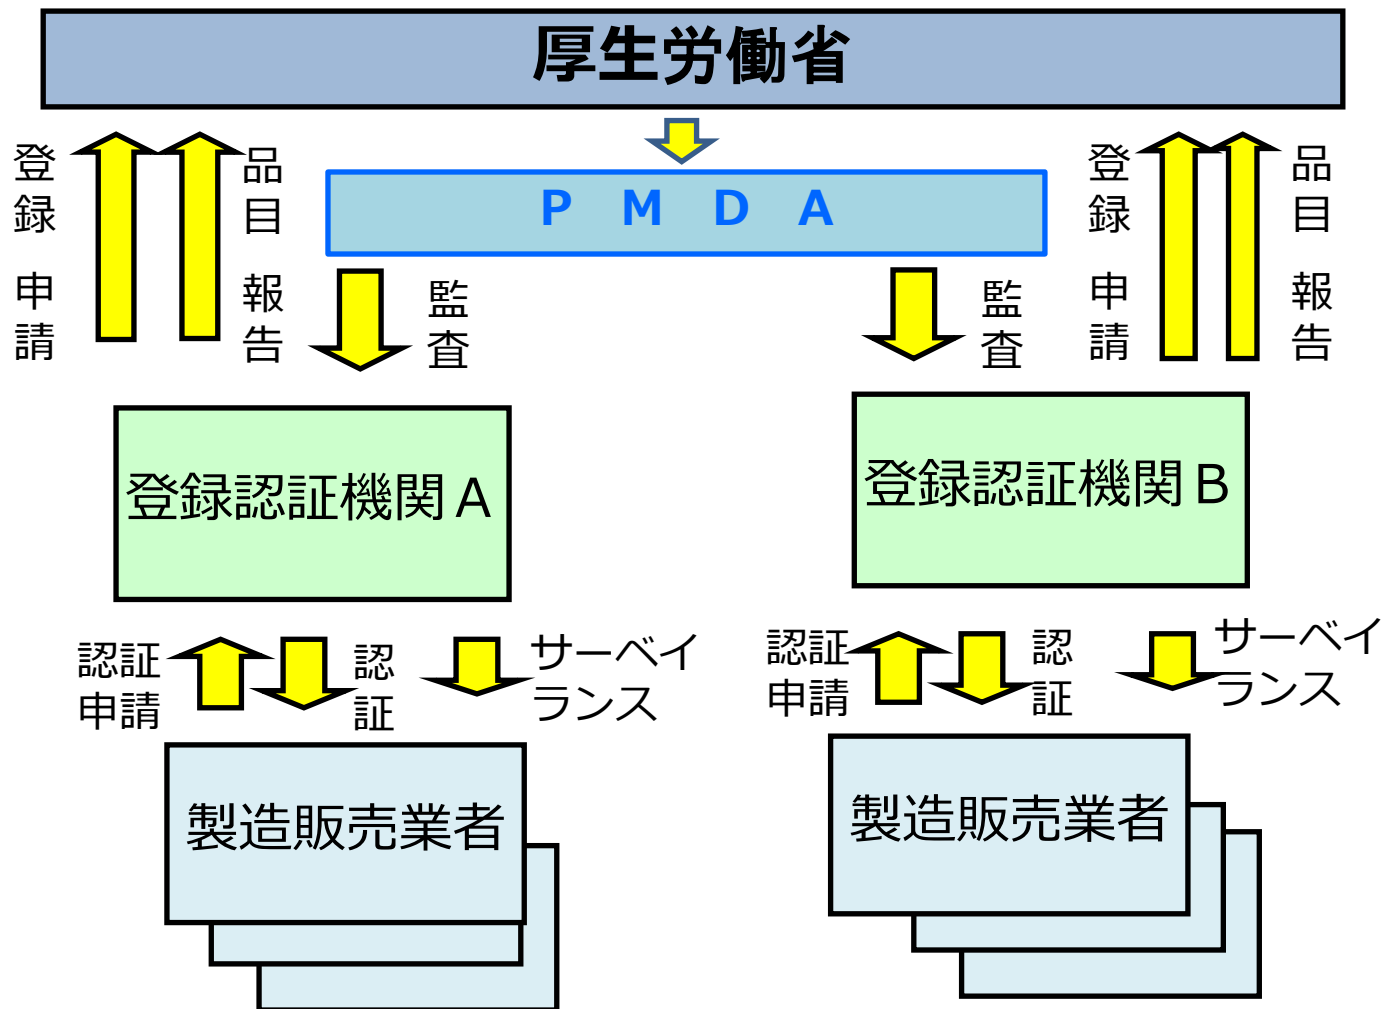 厚生労働省
P M D A
登録 申請
品目 報告
監査
監査
登録 申請
品目 報告
登録認証機関A
登録認証機関B
認証
申請
認証
サーベイ
ランス
認証
申請
認証
サーベイ
ランス
製造販売業者
製造販売業者